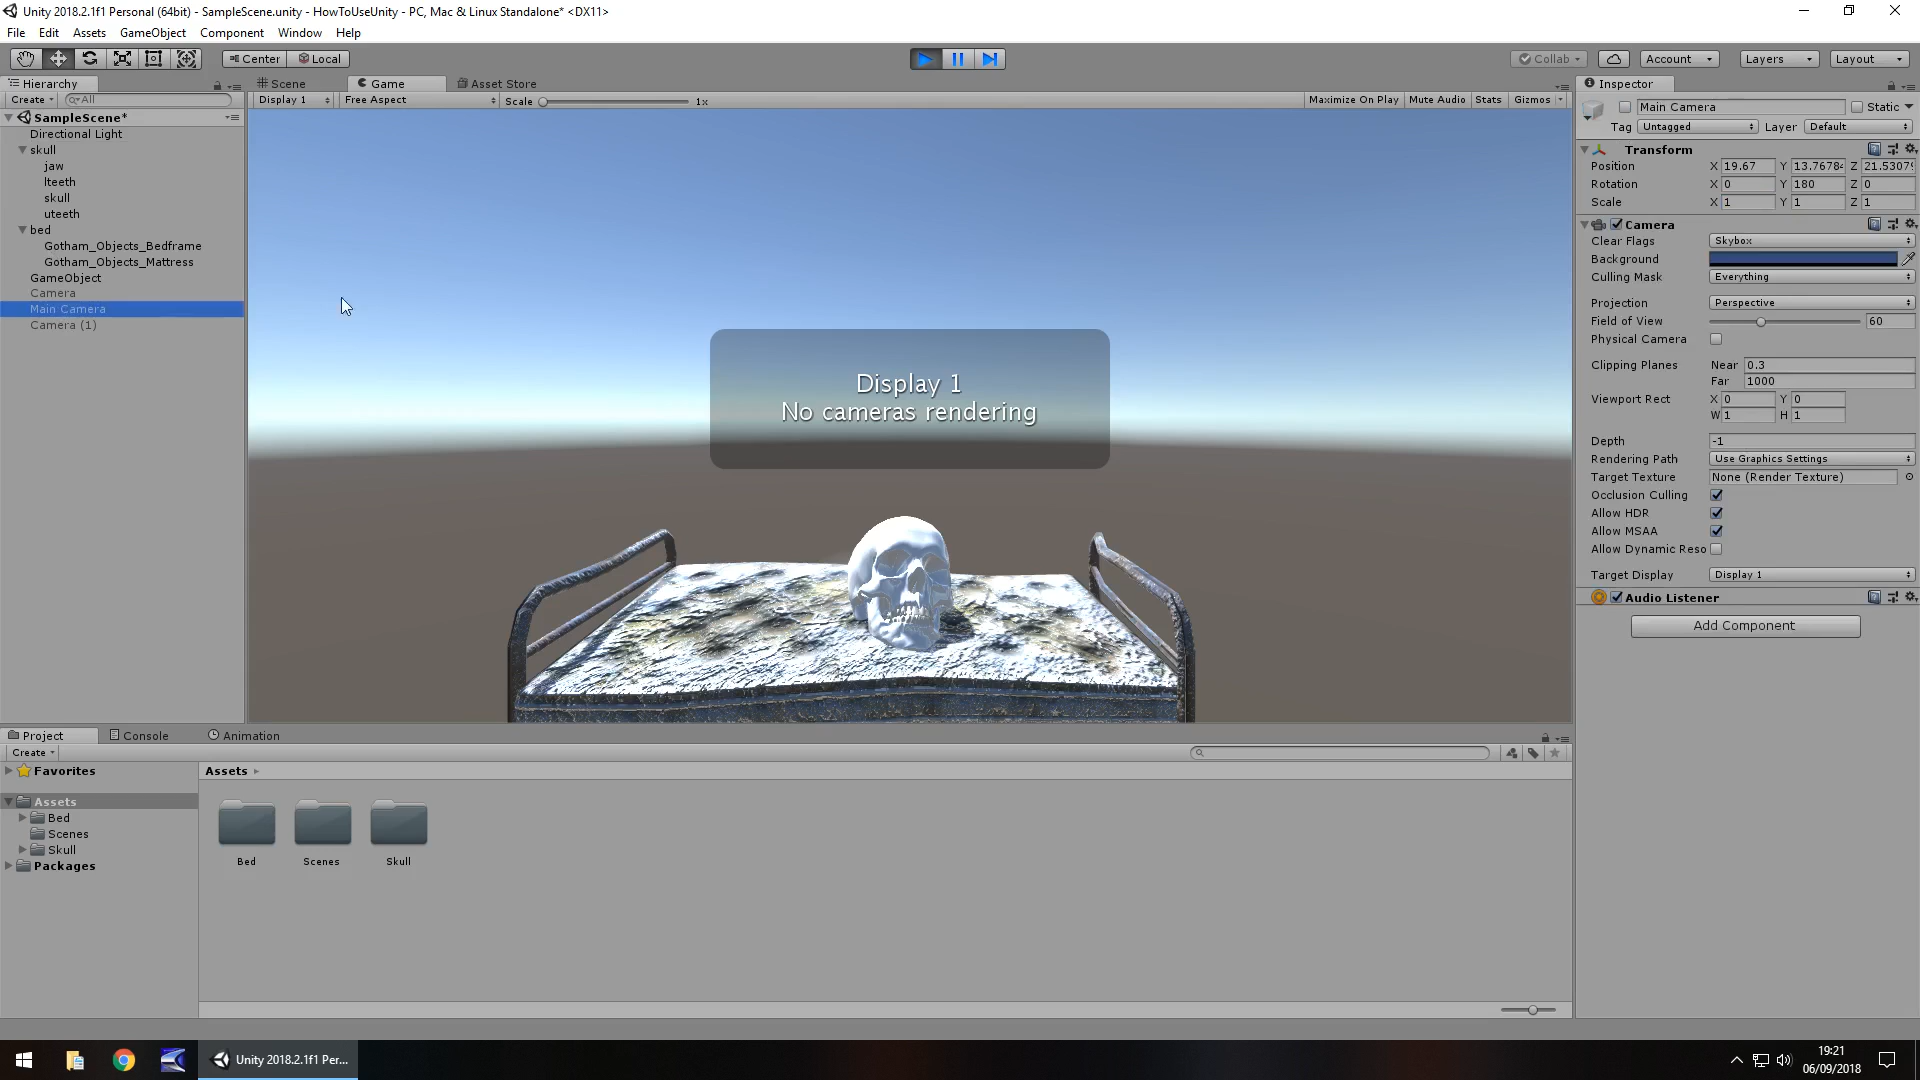 Unity 2018.2.1f1 Personal (64bit) - SampleScene.unity - HowToUseUnity - PC, Mac & Linux Standalone* <DX11>
File Edit Assets GameObject Component Window Help
Center Local Collab Account Layers Layout
Hierarchy Scene Game Asset Store Inspector
Create All Display 1 Free Aspect Scale 1x Maximize On Play Mute Audio Stats Gizmos
Main Camera Static
Tag Untagged Layer Default
SampleScene*
Directional Light
skull
jaw
lteeth
skull
uteeth
bed
Gotham_Objects_Bedframe
Gotham_Objects_Mattress
GameObject
Camera
Main Camera
Camera (1)
Display 1
No cameras rendering
Transform
Position X 19.67 Y 13.7678 Z 21.5307
Rotation X 0 Y 180 Z 0
Scale X 1 Y 1 Z 1
Camera
Clear Flags Skybox
Background
Culling Mask Everything
Projection Perspective
Field of View 60
Physical Camera
Clipping Planes Near 0.3
Far 1000
Viewport Rect X 0 Y 0
W 1 H 1
Depth -1
Rendering Path Use Graphics Settings
Target Texture None (Render Texture)
Occlusion Culling
Allow HDR
Allow MSAA
Allow Dynamic Reso
Target Display Display 1
Audio Listener
Add Component
Project Console Animation
Create
Favorites
Assets
Bed
Scenes
Skull
Packages
Assets
Bed Scenes Skull
Unity 2018.2.1f1 Per...
19:21
06/09/2018